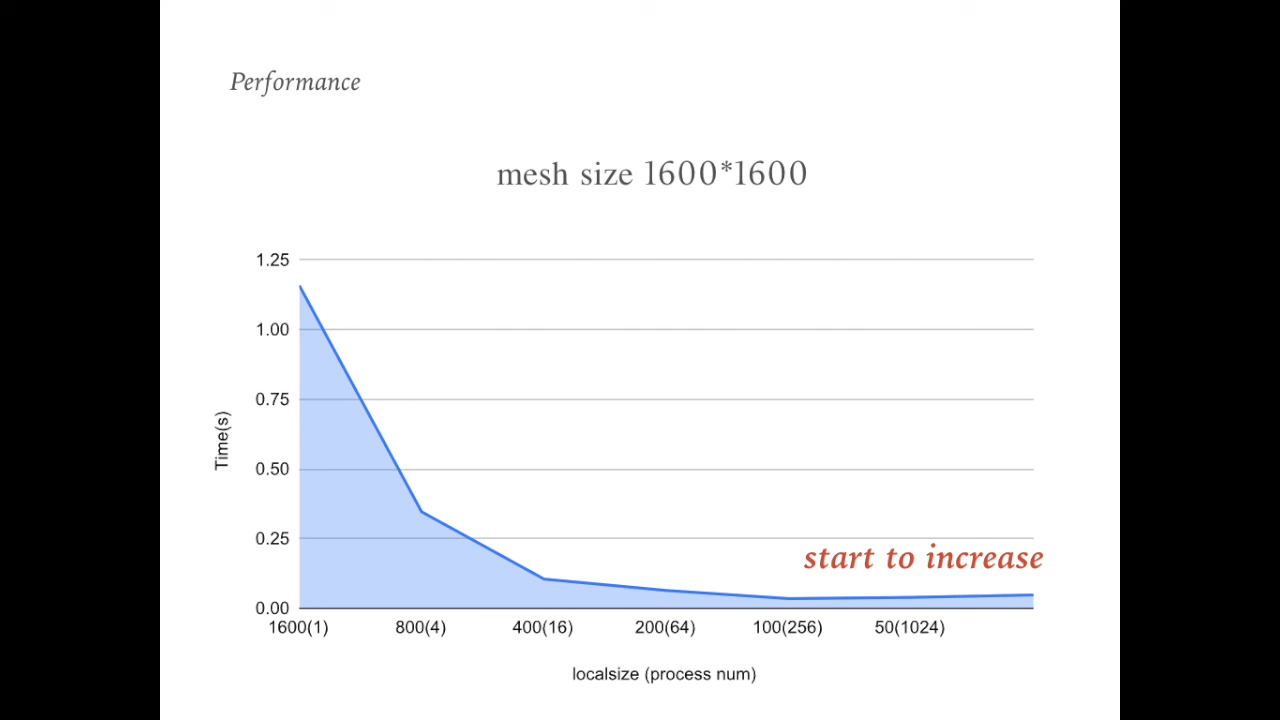 Performance
mesh size 1600*1600
1.25
1.00
0.75
0.50
0.25
0.00
Time(s)
start to increase
1600(1) 800(4) 400(16) 200(64) 100(256) 50(1024)
localsize (process num)